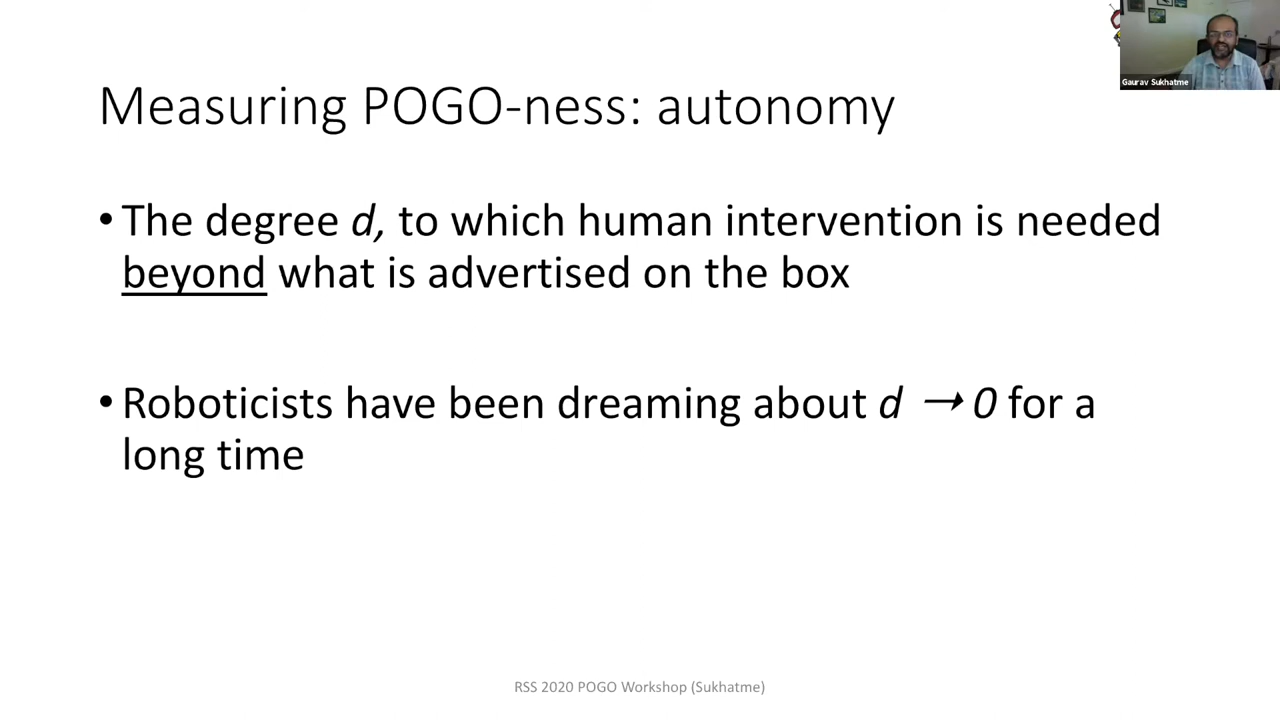 Gaurav Sukhatme
Measuring POGO-ness: autonomy
• The degree d, to which human intervention is needed
beyond what is advertised on the box
• Roboticists have been dreaming about d → 0 for a
long time
RSS 2020 POGO Workshop (Sukhatme)